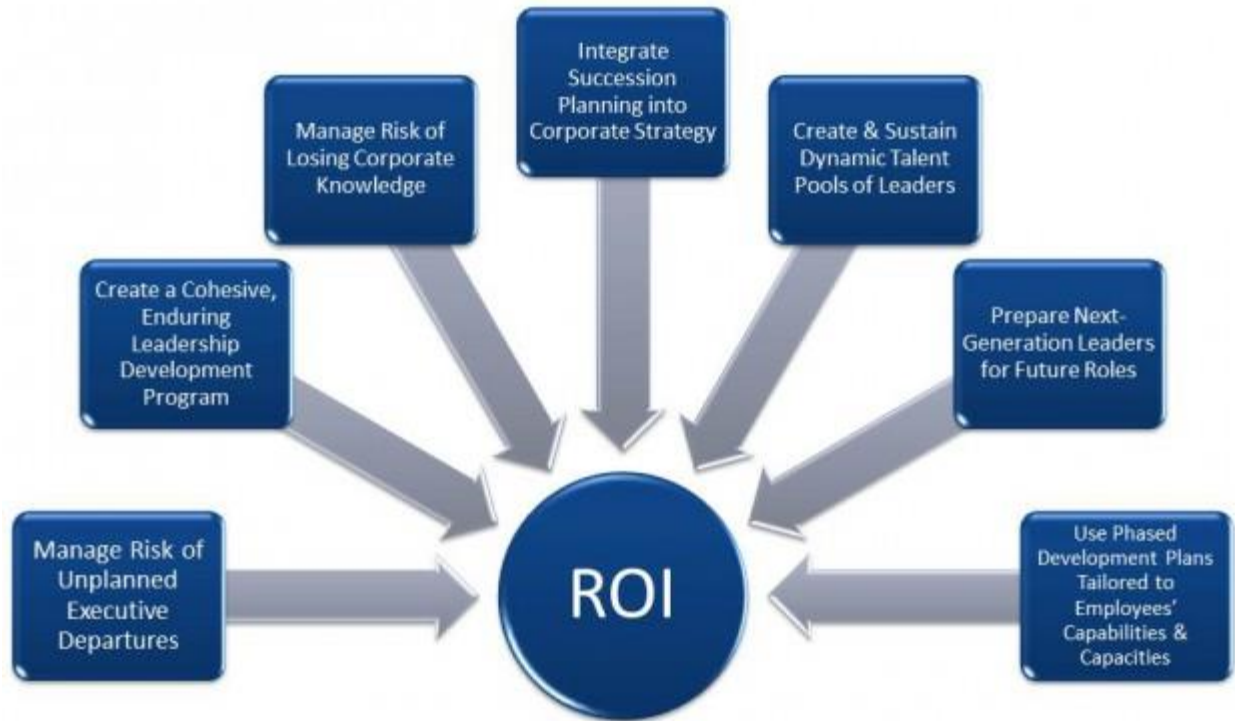 Integrate
Succession
Planning into
Corporate Strategy
Manage Risk of
Losing Corporate
Knowledge
Create & Sustain
Dynamic Talent
Pools of Leaders
Create a Cohesive,
Enduring
Leadership
Development
Program
Prepare Next-
Generation Leaders
for Future Roles
Manage Risk of
Unplanned
Executive
Departures
ROI
Use Phased
Development Plans
Tailored to
Employees’
Capabilities &
Capacities